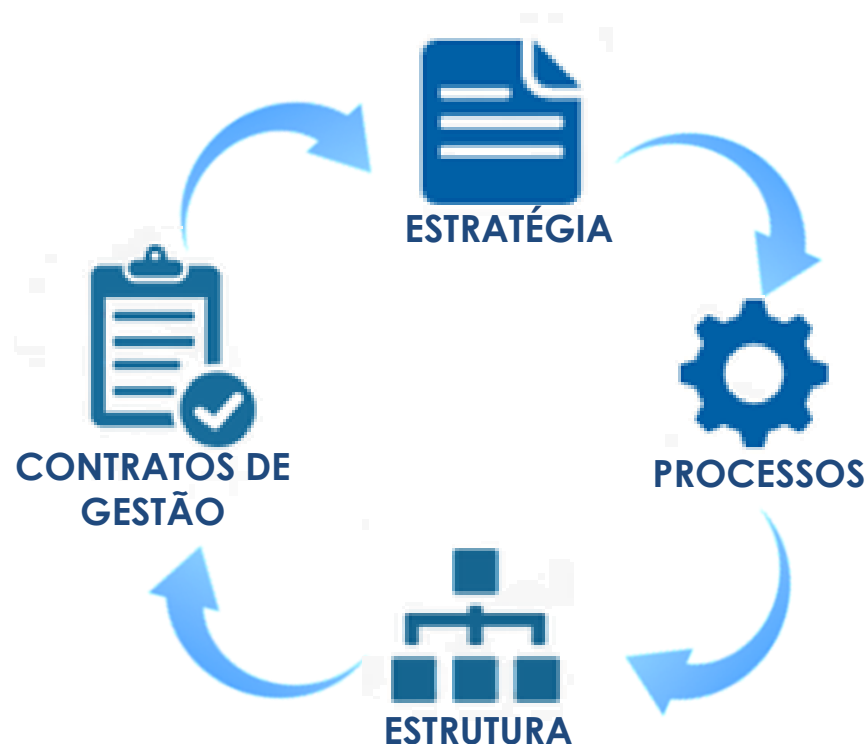 ESTRATÉGIA
PROCESSOS
ESTRUTURA
CONTRATOS DE
GESTÃO